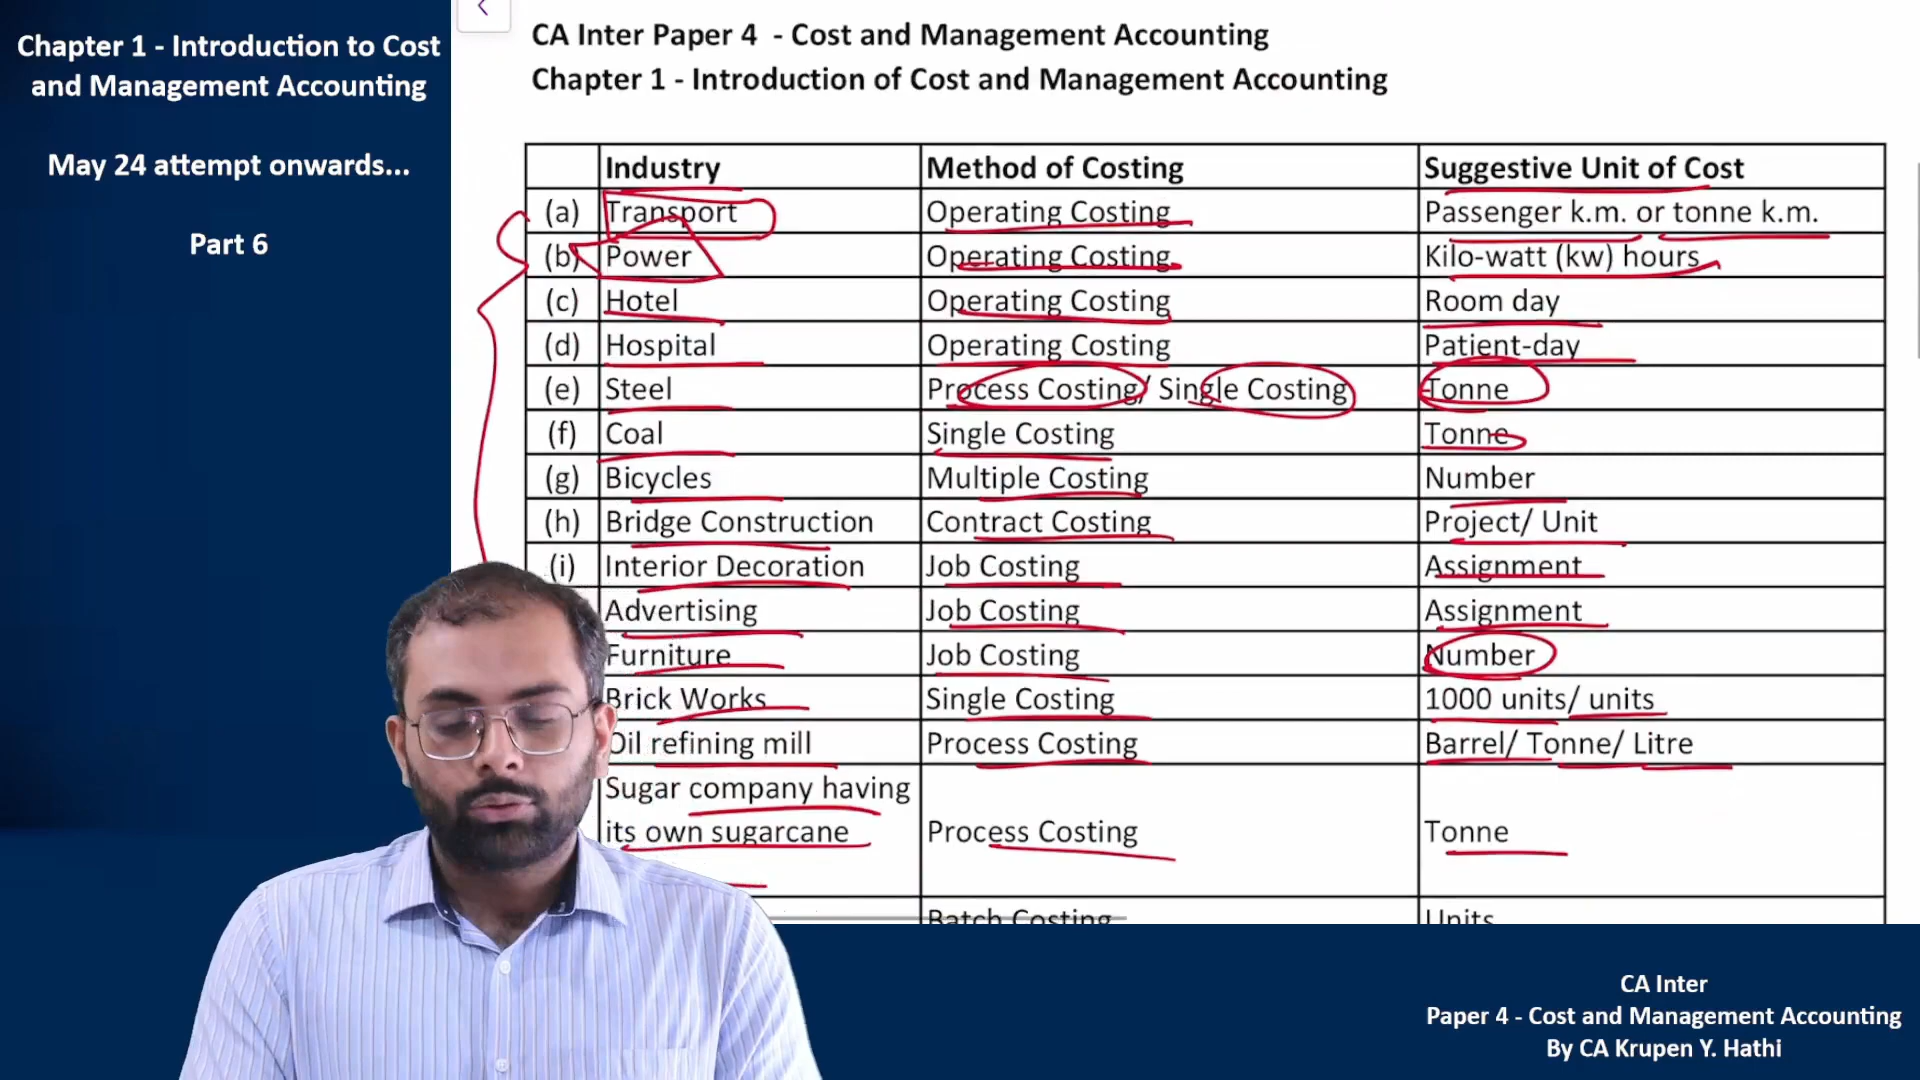 Chapter 1 - Introduction to Cost
and Management Accounting
May 24 attempt onwards...
Part 6
CA Inter Paper 4 - Cost and Management Accounting
Chapter 1 - Introduction of Cost and Management Accounting
Industry Method of Costing Suggestive Unit of Cost
(a) Transport Operating Costing Passenger k.m. or tonne k.m.
(b) Power Operating Costing Kilo-watt (kw) hours
(c) Hotel Operating Costing Room day
(d) Hospital Operating Costing Patient-day
(e) Steel Process Costing/ Single Costing Tonne
(f) Coal Single Costing Tonne
(g) Bicycles Multiple Costing Number
(h) Bridge Construction Contract Costing Project/ Unit
(i) Interior Decoration Job Costing Assignment
Advertising Job Costing Assignment
Furniture Job Costing Number
Brick Works Single Costing 1000 units/ units
Oil refining mill Process Costing Barrel/ Tonne/ Litre
Sugar company having
its own sugarcane Process Costing Tonne
Batch Costing Units
CA Inter
Paper 4 - Cost and Management Accounting
By CA Krupen Y. Hathi